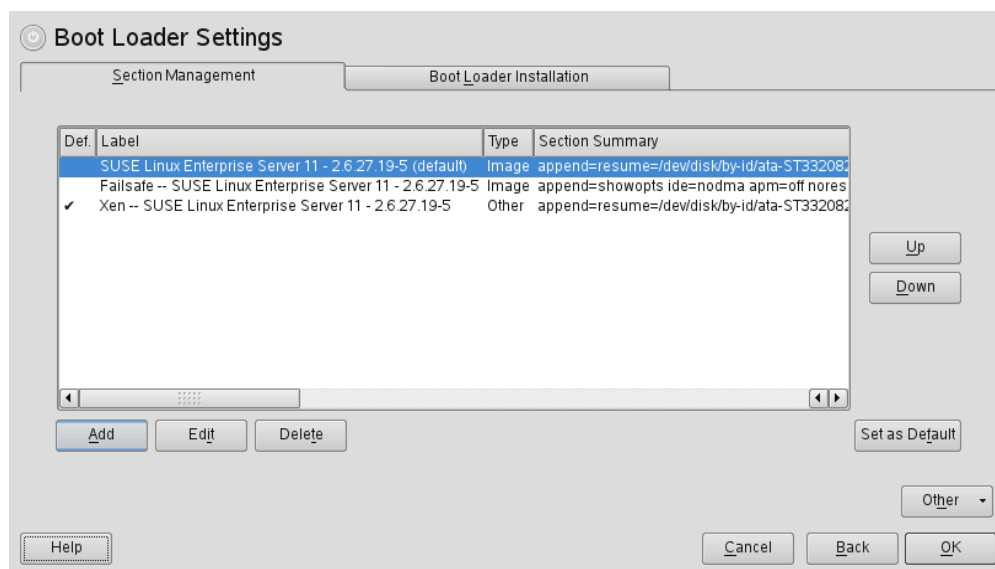 Boot Loader Settings
Section Management
Boot Loader Installation
Def. Label Type Section Summary
SUSE Linux Enterprise Server 11 - 2.6.27.19-5 (default) Image append=resume=/dev/disk/by-id/ata-ST332082
Failsafe -- SUSE Linux Enterprise Server 11 - 2.6.27.19-5 Image append=showopts ide=nodma apm=off nores
✔ Xen -- SUSE Linux Enterprise Server 11 - 2.6.27.19-5 Other append=resume=/dev/disk/by-id/ata-ST332082
Up
Down
Add Edit Delete Set as Default
Other
Help Cancel Back OK